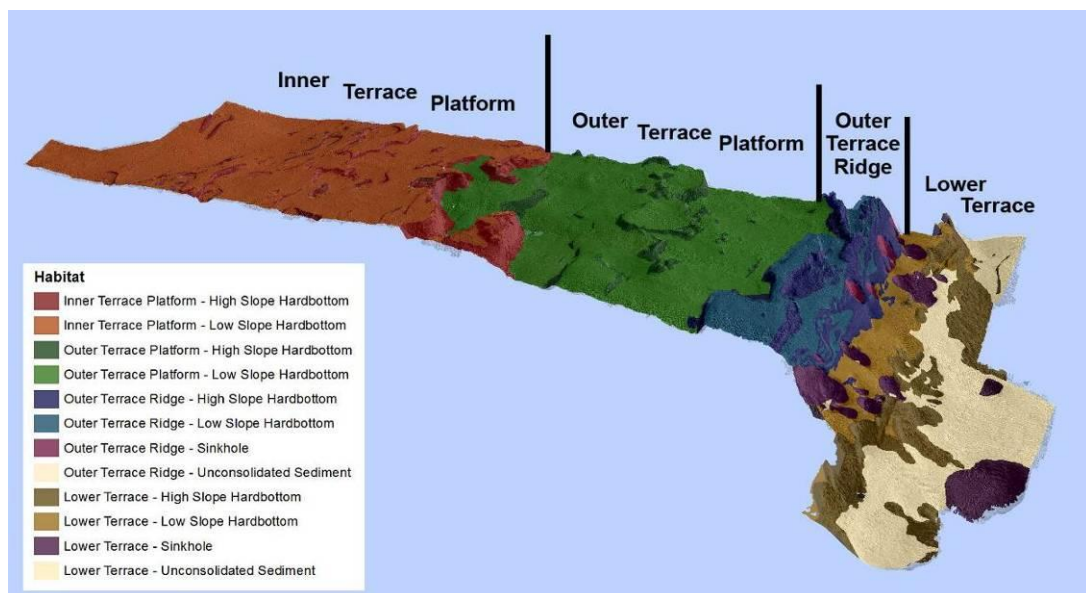 Inner Terrace Platform
Outer Terrace Platform
Outer
Terrace
Ridge
Lower
Terrace
Habitat
Inner Terrace Platform - High Slope Hardbottom
Inner Terrace Platform - Low Slope Hardbottom
Outer Terrace Platform - High Slope Hardbottom
Outer Terrace Platform - Low Slope Hardbottom
Outer Terrace Ridge - High Slope Hardbottom
Outer Terrace Ridge - Low Slope Hardbottom
Outer Terrace Ridge - Sinkhole
Outer Terrace Ridge - Unconsolidated Sediment
Lower Terrace - High Slope Hardbottom
Lower Terrace - Low Slope Hardbottom
Lower Terrace - Sinkhole
Lower Terrace - Unconsolidated Sediment